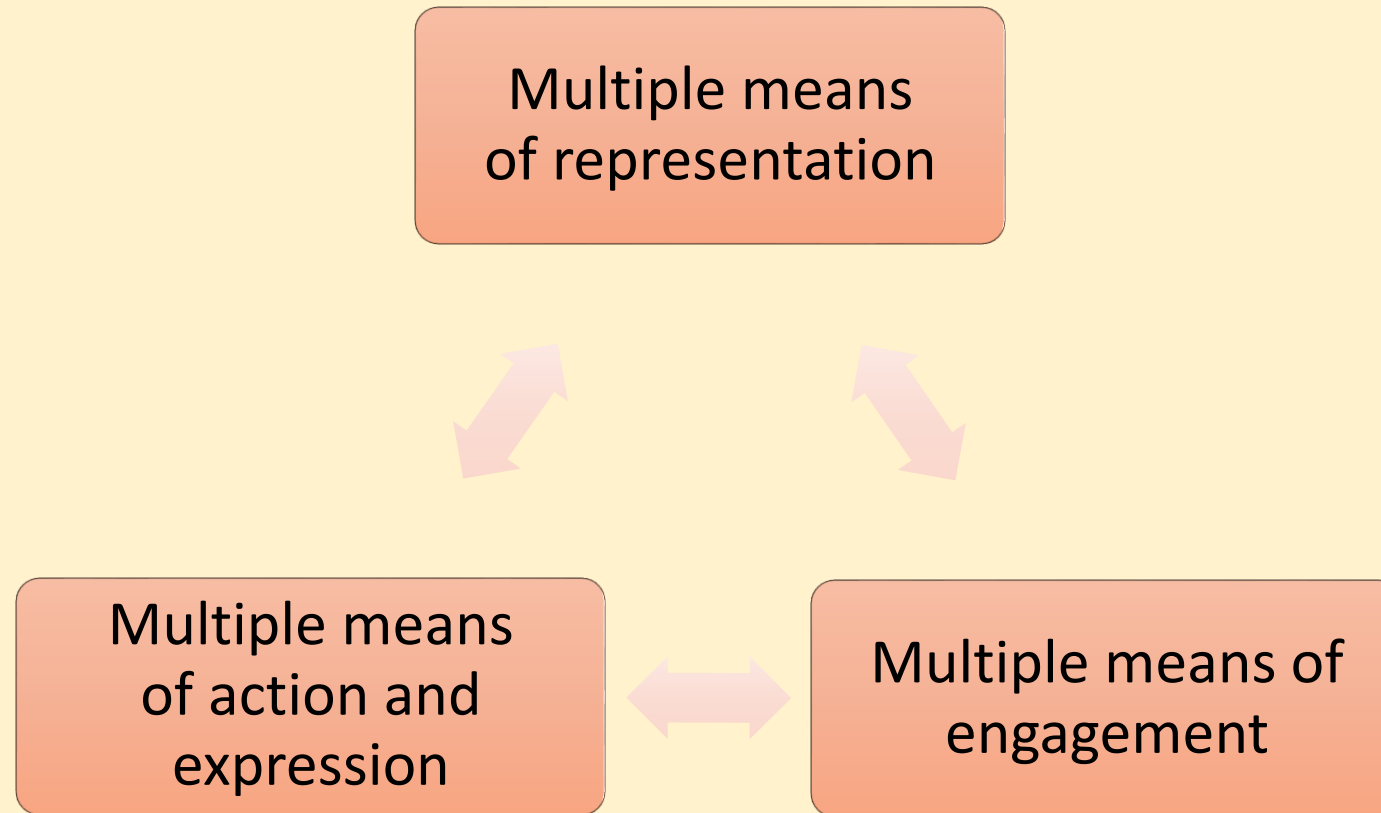 Multiple means
of representation
Multiple means
of action and
expression
Multiple means of
engagement